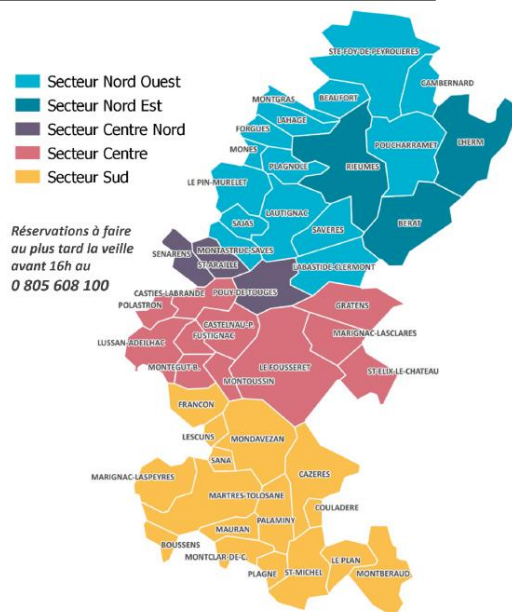 Secteur Nord Ouest
Secteur Nord Est
Secteur Centre Nord
Secteur Centre
Secteur Sud
Réservations à faire
au plus tard la veille
avant 16h au
0 805 608 100
STE-FOY-DE-PEYROLIERES
CAMBERNARD
BEAUFORT
MONTGRAS
LAHAGE
LHERM
FORGUES
POUCHARRAMET
MONES
PLAGNOLE
RIEUMES
LE PIN-MURELET
LAUTIGNAC
SAJAS
SAVERES
BERAT
MONTASTRUC-SAVES
SENARENS
ST-ARAILLE
LABASTIDE-CLERMONT
CASTIES-LABRANDE
POUY-DE-TOUGES
POLASTRON
GRATENS
CASTELNAU-P.
FUSTIGNAC
MARIGNAC-LASCLARES
LUSSAN-ADEILHAC
MONTEGUT-B.
LE FOUSSERET
ST-ELIX-LE-CHATEAU
MONTOUSSIN
FRANCON
LESCUNS
MONDAVEZAN
SANA
CAZERES
MARIGNAC-LASPEYRES
MARTRES-TOLOSANE
COULADERE
PALAMINY
MAURAN
BOUSSENS
MONTCLAR-DE-C.
LE PLAN
PLAGNE
ST-MICHEL
MONTBERAUD